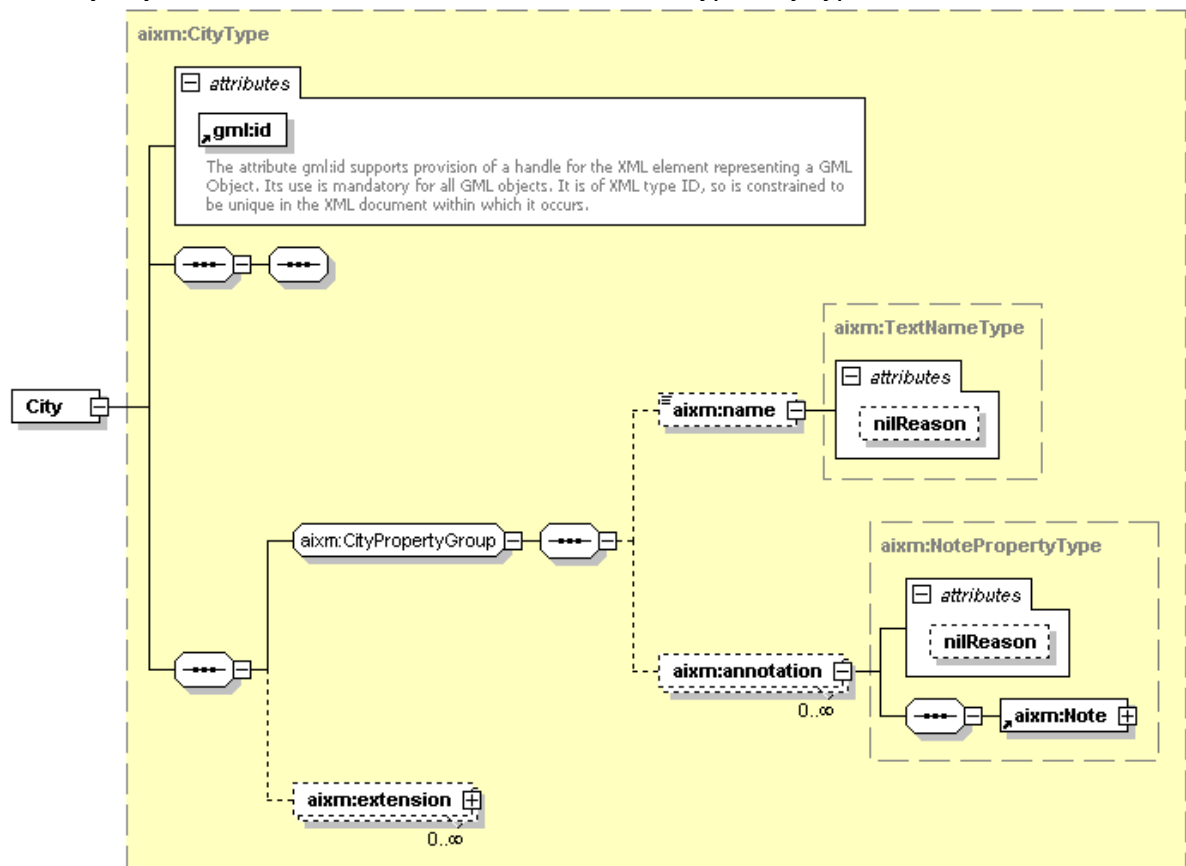 aixm:CityType
attributes
gml:id
The attribute gml:id supports provision of a handle for the XML element representing a GML
Object. Its use is mandatory for all GML objects. It is of XML type ID, so is constrained to
be unique in the XML document within which it occurs.
aixm:TextNameType
attributes
City
aixm:name
nilReason
aixm:CityPropertyGroup
aixm:NotePropertyType
attributes
nilReason
aixm:annotation
0..∞
aixm:Note
aixm:extension
0..∞